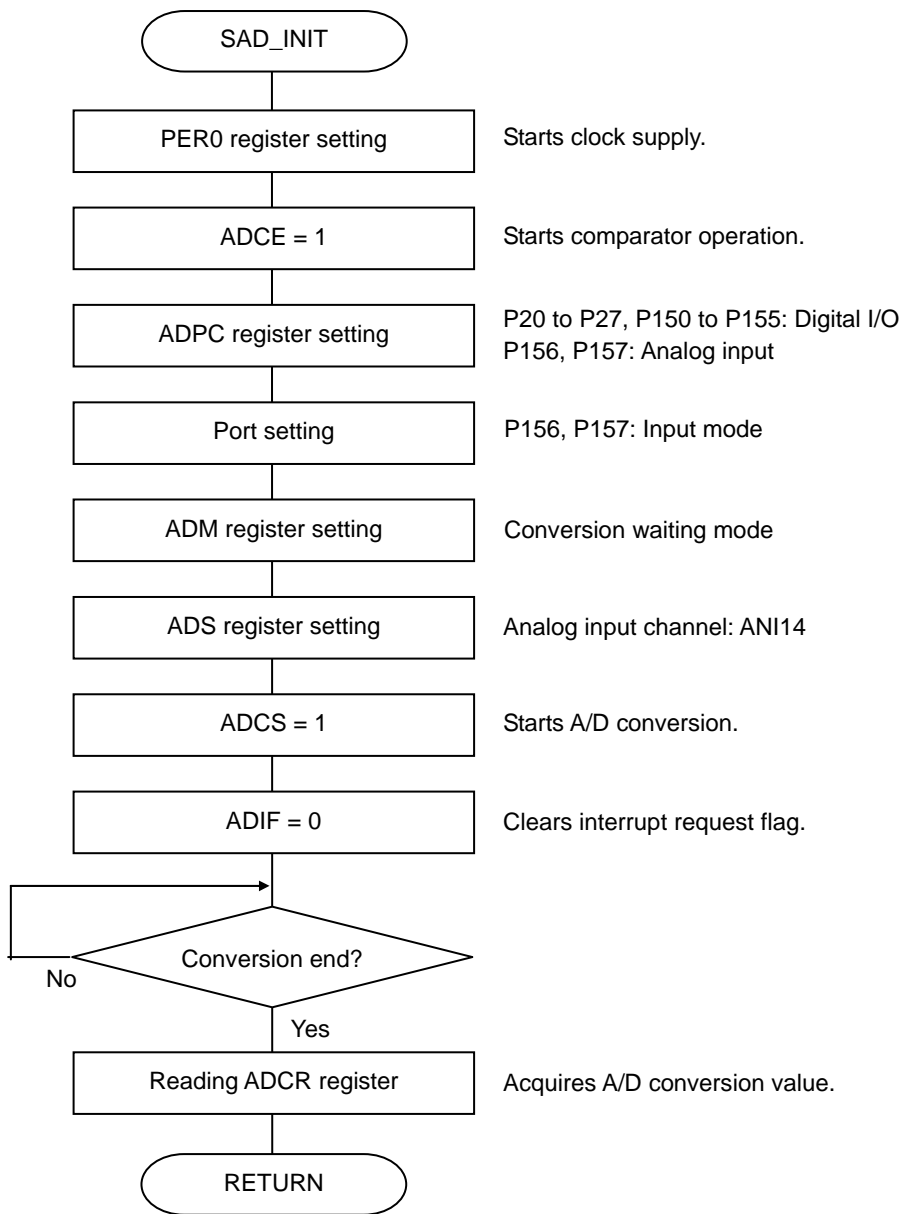 SAD_INIT
PER0 register setting
Starts clock supply.
ADCE = 1
Starts comparator operation.
ADPC register setting
P20 to P27, P150 to P155: Digital I/O
P156, P157: Analog input
Port setting
P156, P157: Input mode
ADM register setting
Conversion waiting mode
ADS register setting
Analog input channel: ANI14
ADCS = 1
Starts A/D conversion.
ADIF = 0
Clears interrupt request flag.
Conversion end?
No
Yes
Reading ADCR register
Acquires A/D conversion value.
RETURN